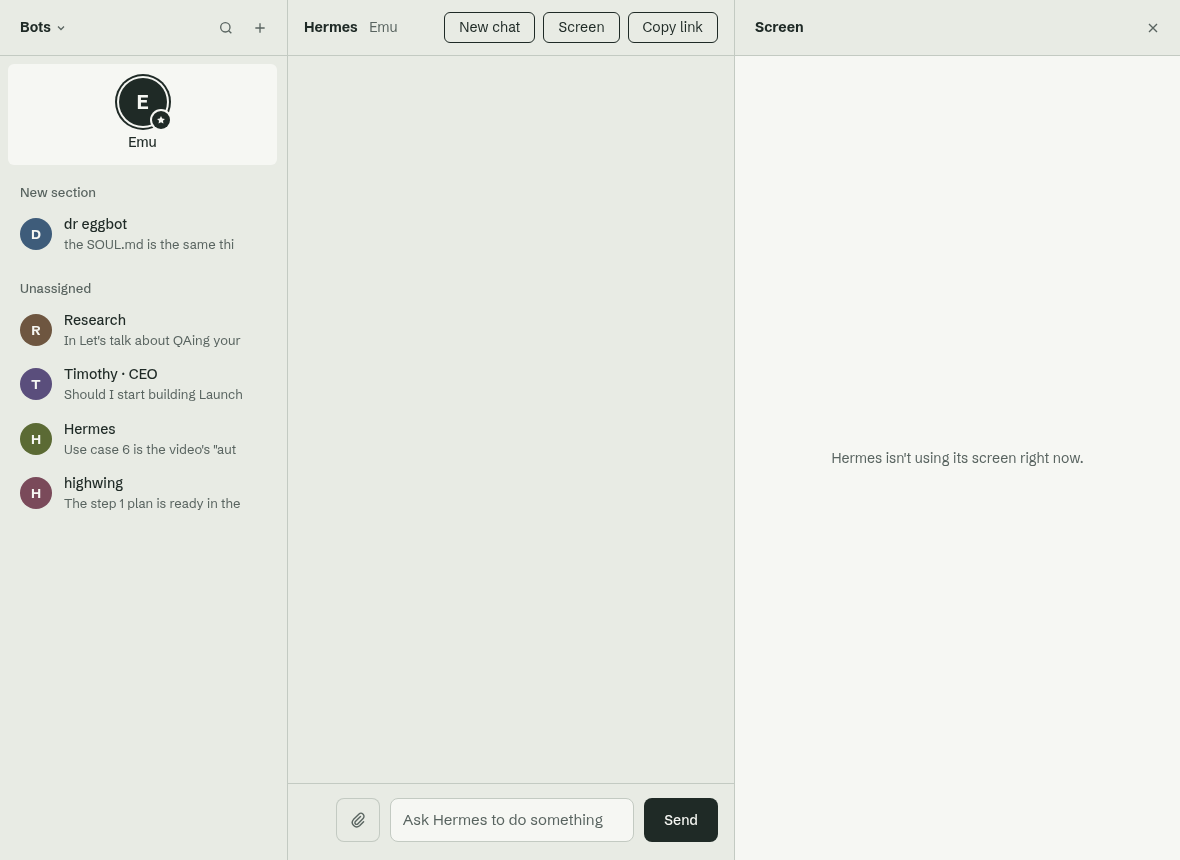 Bots
E
Emu
New section
D
dr eggbot
the SOUL.md is the same thi
Unassigned
R
Research
In Let's talk about QAing your
T
Timothy · CEO
Should I start building Launch
H
Hermes
Use case 6 is the video's "aut
H
highwing
The step 1 plan is ready in the
Hermes Emu
New chat
Screen
Copy link
Ask Hermes to do something
Send
Screen
Hermes isn't using its screen right now.